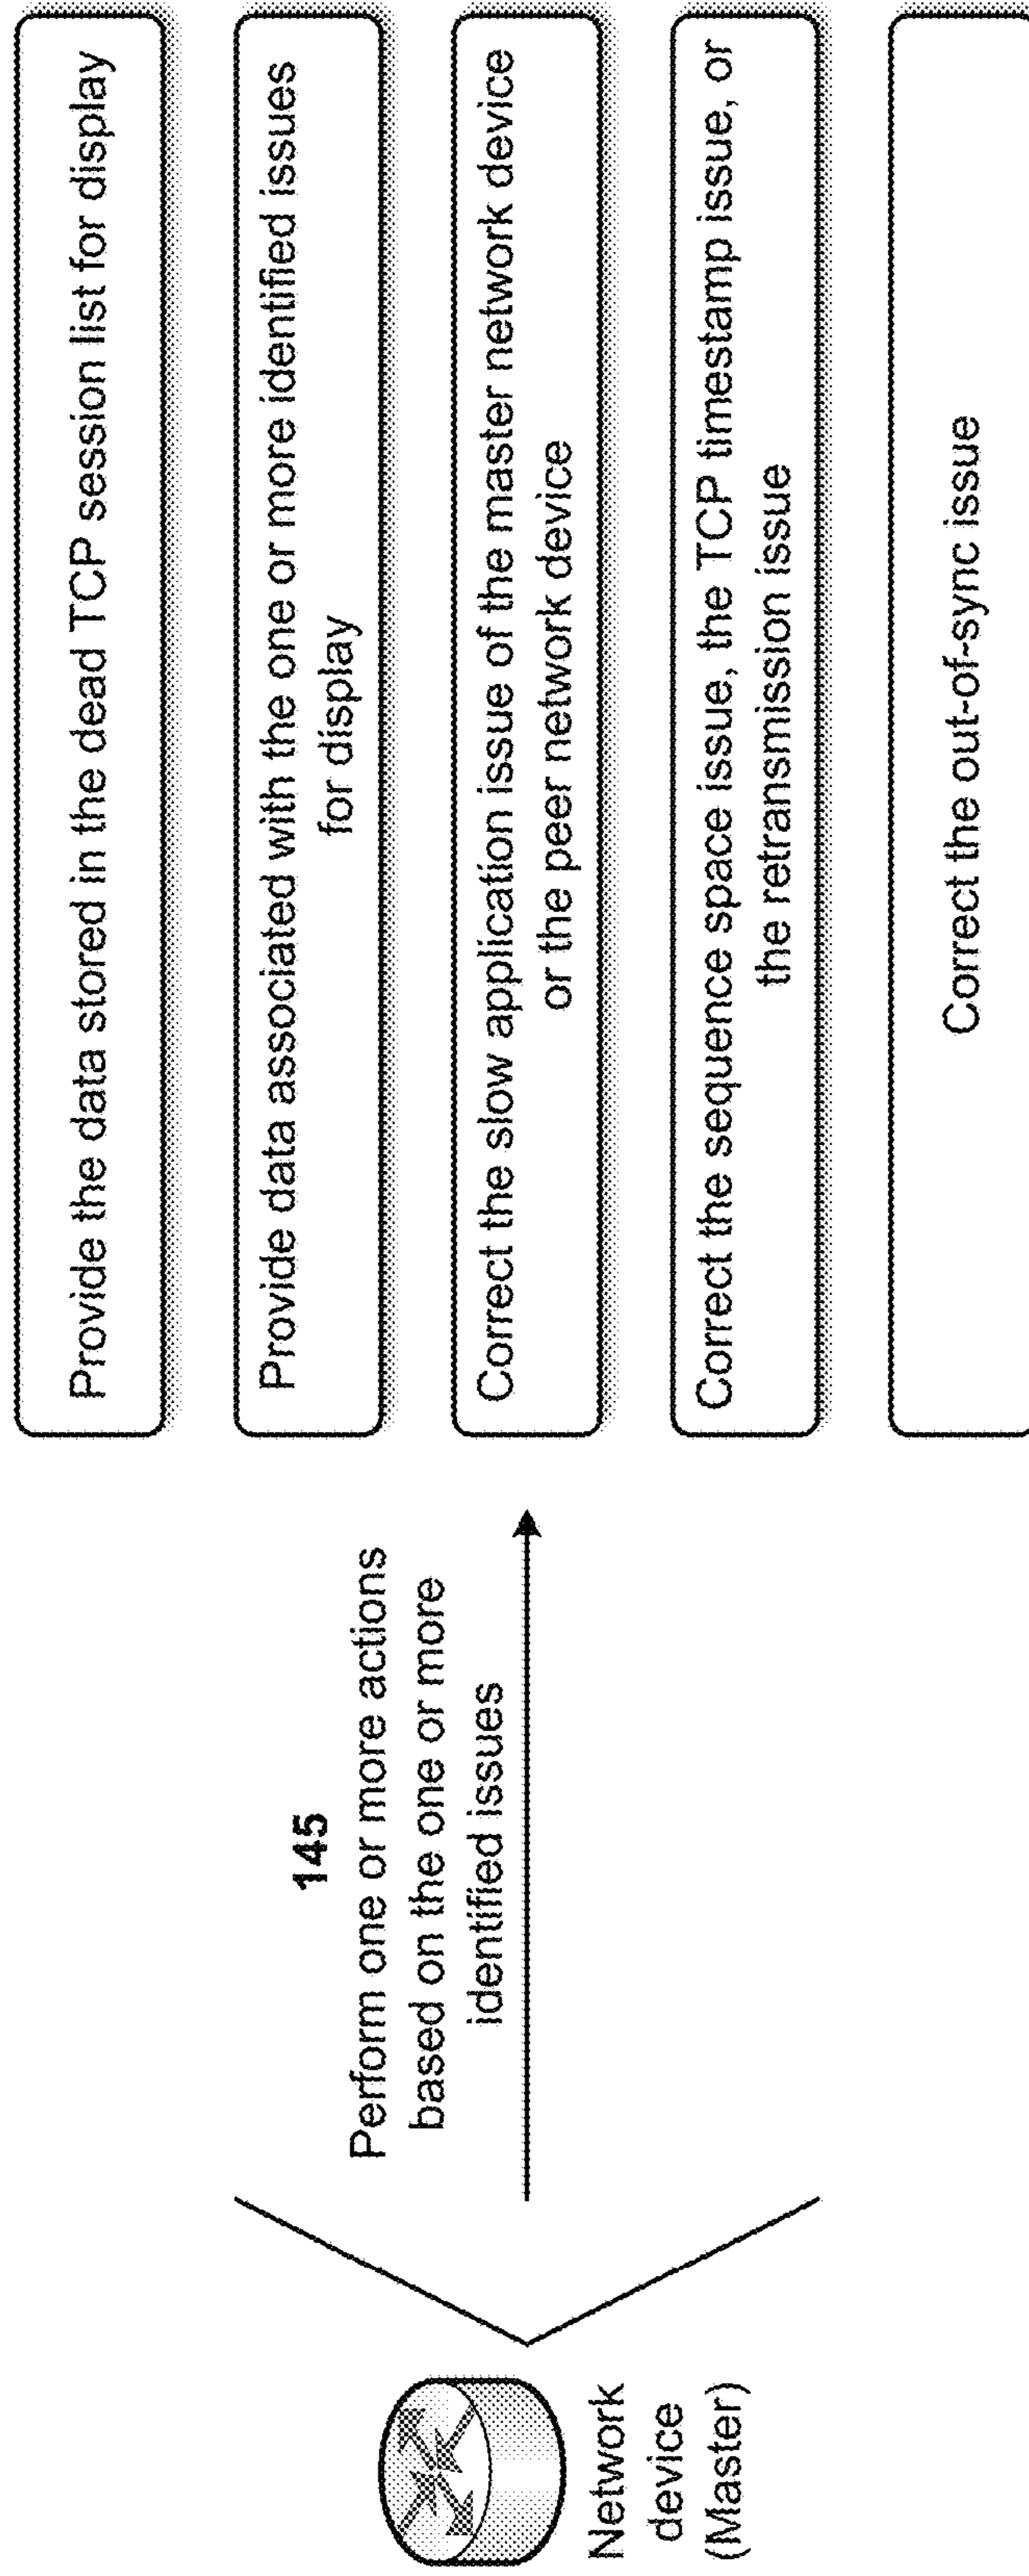 Network
device
(Master)
145
Perform one or more actions
based on the one or more
identified issues
Provide the data stored in the dead TCP session list for display
Provide data associated with the one or more identified issues
for display
Correct the slow application issue of the master network device
or the peer network device
Correct the sequence space issue, the TCP timestamp issue, or
the retransmission issue
Correct the out-of-sync issue